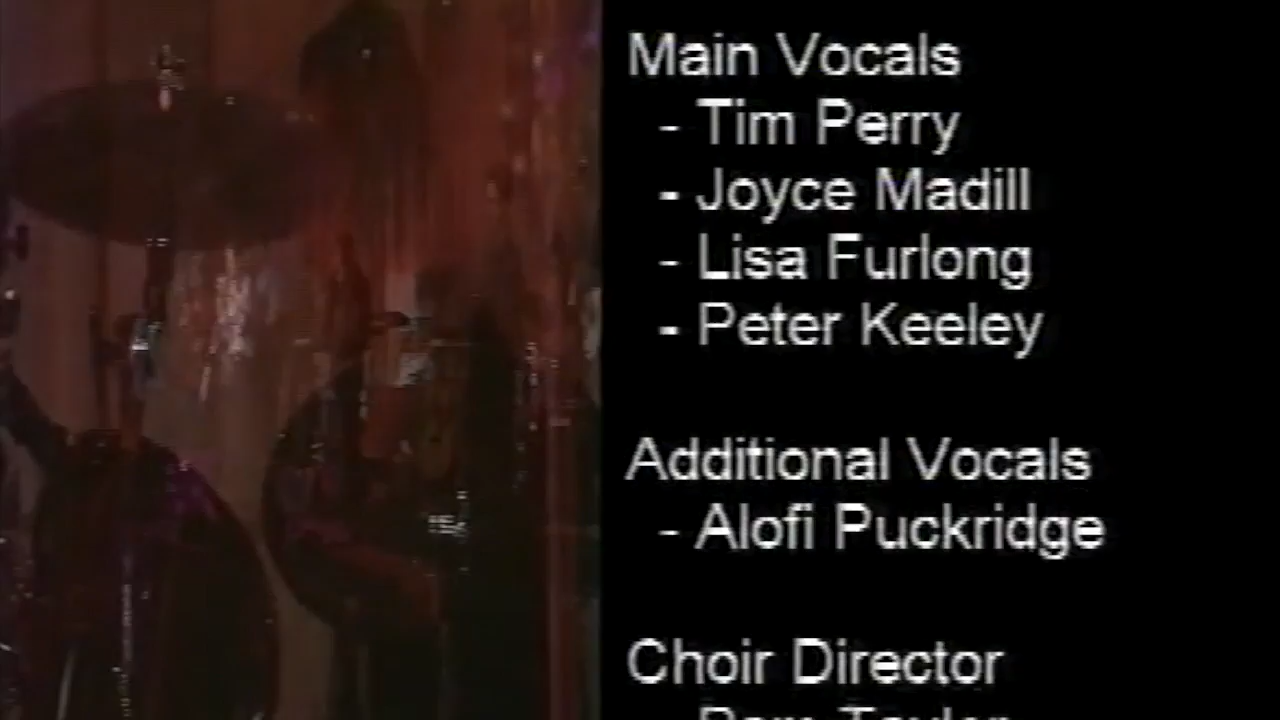 Main Vocals
- Tim Perry
- Joyce Madill
- Lisa Furlong
- Peter Keeley
Additional Vocals
- Alofi Puckridge
Choir Director